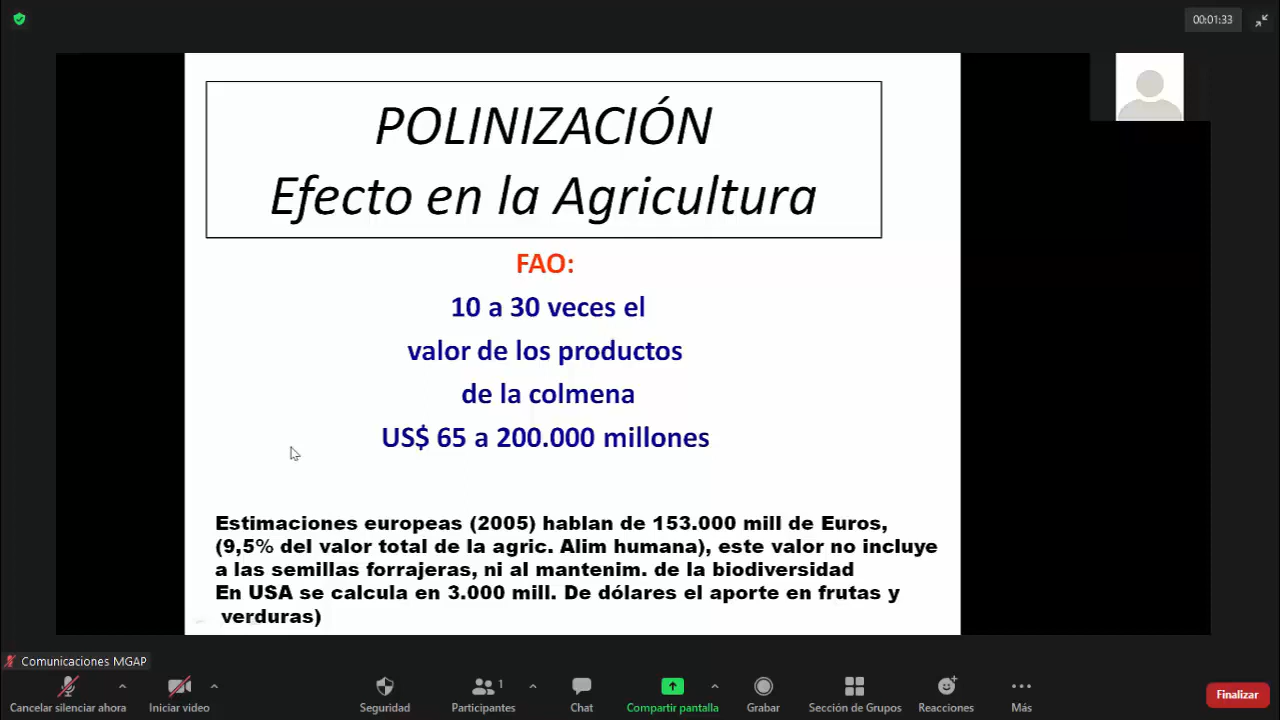 00:01:33
POLINIZACIÓN
Efecto en la Agricultura
FAO:
10 a 30 veces el
valor de los productos
de la colmena
US$ 65 a 200.000 millones
Estimaciones europeas (2005) hablan de 153.000 mill de Euros,
(9,5% del valor total de la agric. Alim humana), este valor no incluye
a las semillas forrajeras, ni al mantenim. de la biodiversidad
En USA se calcula en 3.000 mill. De dólares el aporte en frutas y
verduras)
Comunicaciones MGAP
1
Cancelar silenciar ahora Iniciar video Seguridad Participantes Chat Compartir pantalla Grabar Sección de Grupos Reacciones Más Finalizar